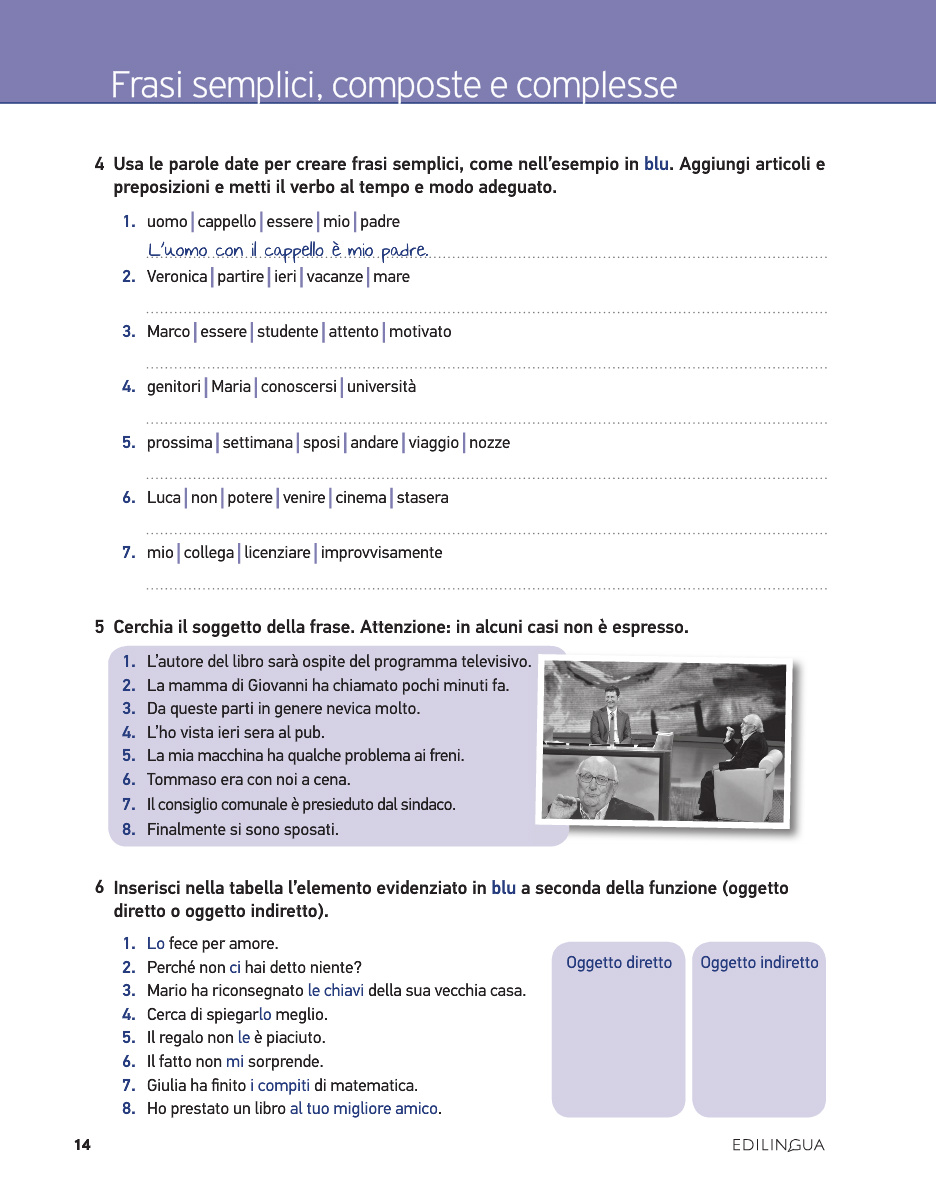 Frasi semplici, composte e complesse
4 Usa le parole date per creare frasi semplici, come nell'esempio in blu. Aggiungi articoli e
preposizioni e metti il verbo al tempo e modo adeguato.
1. uomo | cappello | essere | mio | padre
L'uomo con il cappello è mio padre.
2. Veronica | partire | ieri | vacanze | mare
3. Marco | essere | studente | attento | motivato
4. genitori | Maria | conoscersi | università
5. prossima | settimana | sposi | andare | viaggio | nozze
6. Luca | non | potere | venire | cinema | stasera
7. mio | collega | licenziare | improvvisamente
5 Cerchia il soggetto della frase. Attenzione: in alcuni casi non è espresso.
1. L'autore del libro sarà ospite del programma televisivo.
2. La mamma di Giovanni ha chiamato pochi minuti fa.
3. Da queste parti in genere nevica molto.
4. L'ho vista ieri sera al pub.
5. La mia macchina ha qualche problema ai freni.
6. Tommaso era con noi a cena.
7. Il consiglio comunale è presieduto dal sindaco.
8. Finalmente si sono sposati.
6 Inserisci nella tabella l'elemento evidenziato in blu a seconda della funzione (oggetto
diretto o oggetto indiretto).
1. Lo fece per amore.
2. Perché non ci hai detto niente?
3. Mario ha riconsegnato le chiavi della sua vecchia casa.
4. Cerca di spiegarlo meglio.
5. Il regalo non le è piaciuto.
6. Il fatto non mi sorprende.
7. Giulia ha finito i compiti di matematica.
8. Ho prestato un libro al tuo migliore amico.
Oggetto diretto
Oggetto indiretto
14
EDILINGUA